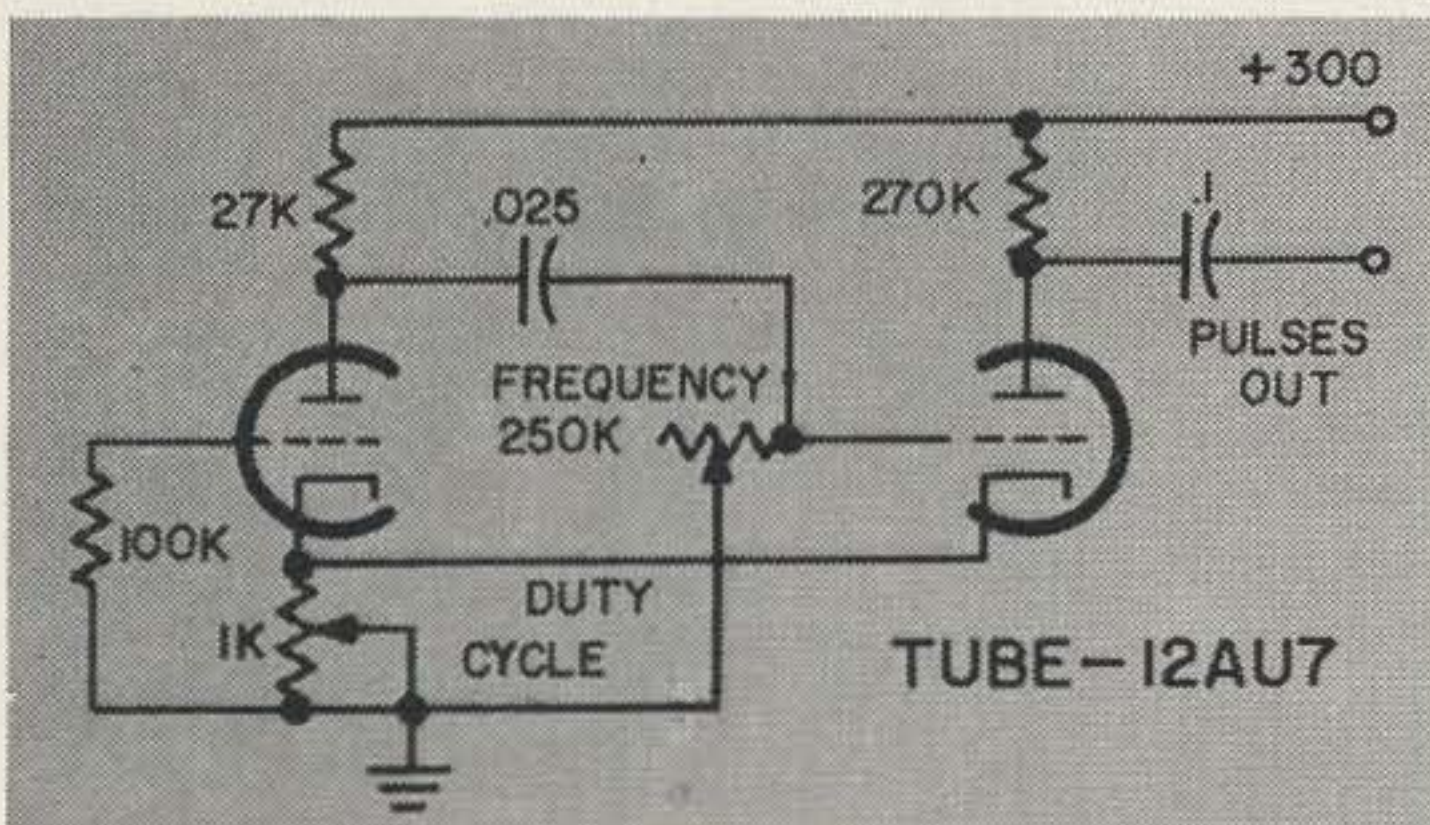 +300
27K
.025
270K
.1
FREQUENCY
250K
PULSES
OUT
100K
DUTY
CYCLE
1K
TUBE-12AU7